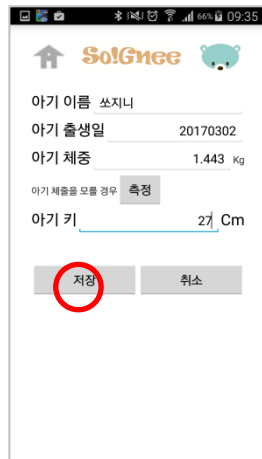 66% 09:35
So!Gnee
아기 이름 쏘지니
아기 출생일 20170302
아기 체중 1.443 Kg
아기 체중을 모를 경우 측정
아기 키 27 Cm
저장 취소